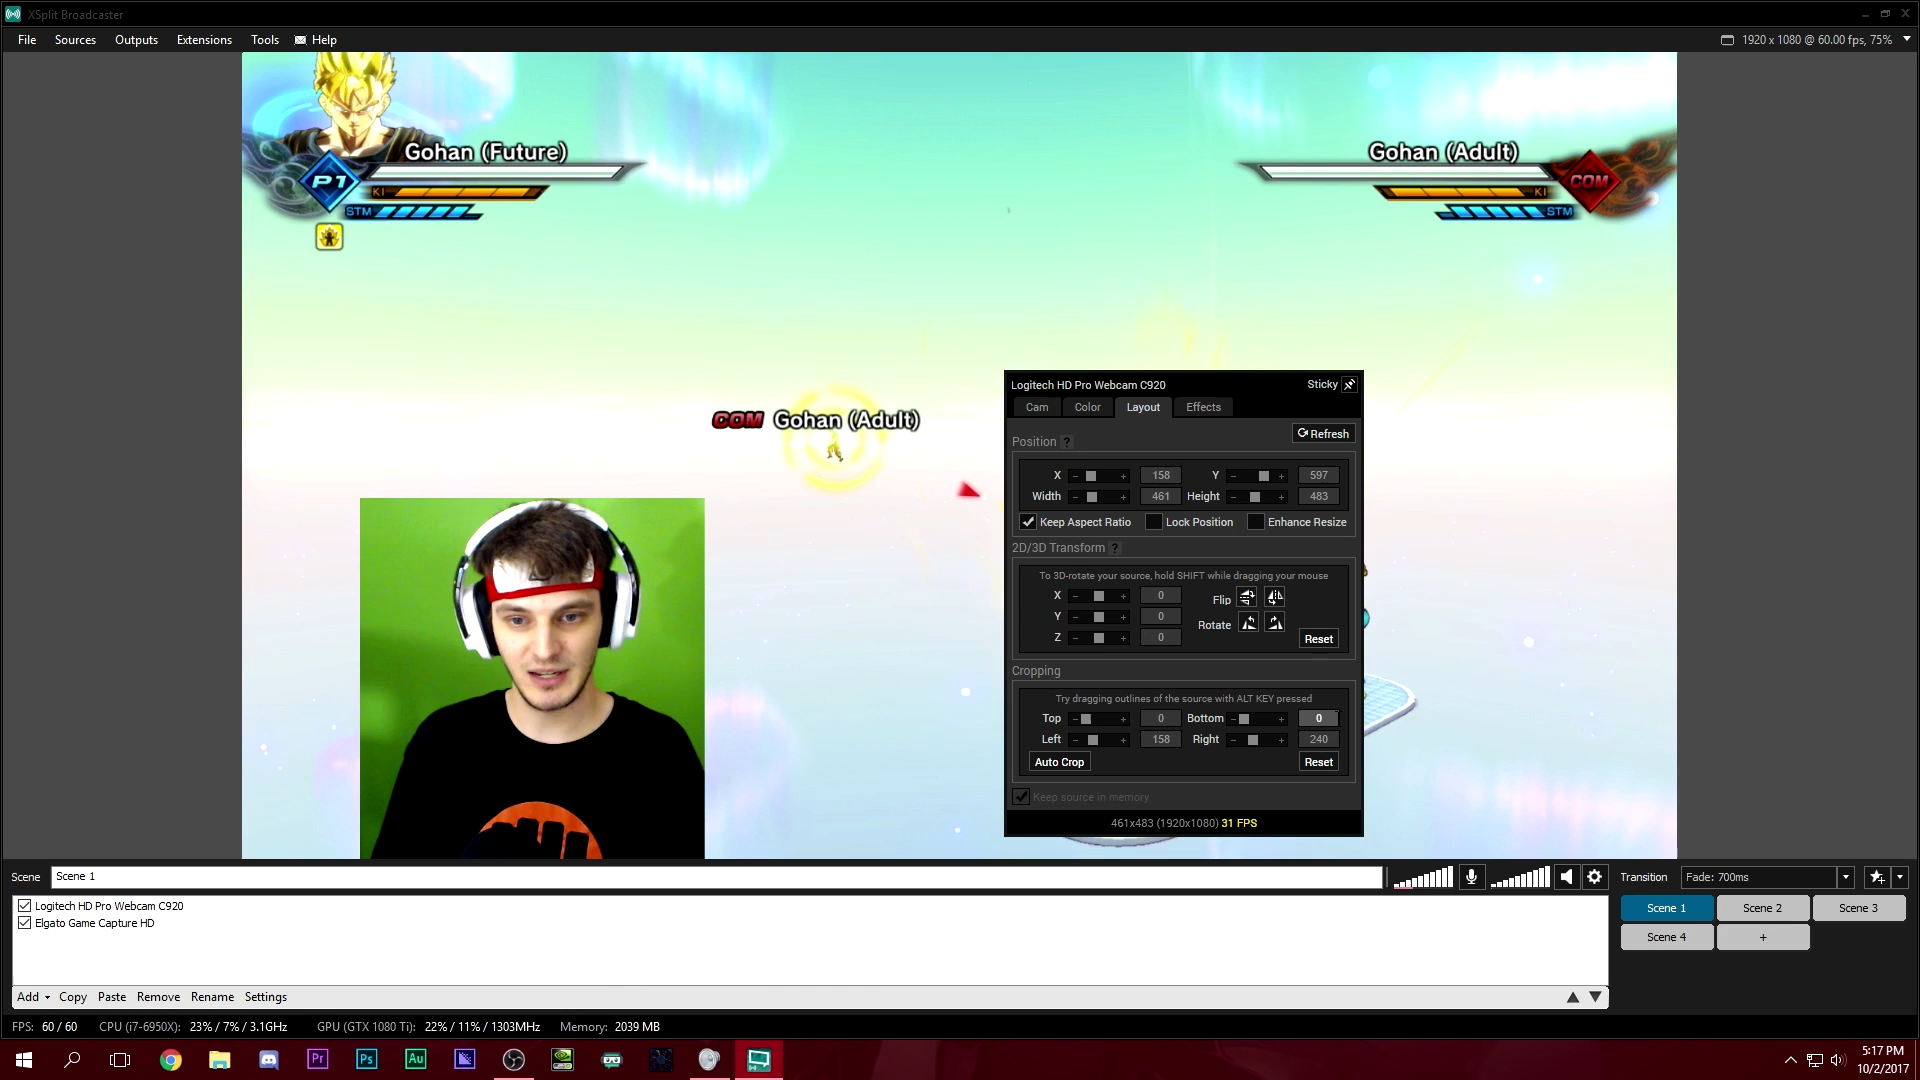 XSplit Broadcaster
File Sources Outputs Extensions Tools Help 1920 x 1080 @ 60.00 fps, 75%
Gohan (Future)
P1
KI
STM
Gohan (Adult)
COM
KI
STM
COM Gohan (Adult)
Logitech HD Pro Webcam C920 Sticky
Cam Color Layout Effects
Refresh
Position ?
X 158 Y 597
Width 461 Height 483
Keep Aspect Ratio Lock Position Enhance Resize
2D/3D Transform ?
To 3D-rotate your source, hold SHIFT while dragging your mouse
X 0 Flip
Y 0 Rotate
Z 0 Reset
Cropping
Try dragging outlines of the source with ALT KEY pressed
Top 0 Bottom 0
Left 158 Right 240
Auto Crop Reset
Keep source in memory
461x483 (1920x1080) 31 FPS
Scene Scene 1 Transition Fade: 700ms
Logitech HD Pro Webcam C920
Elgato Game Capture HD
Scene 1 Scene 2 Scene 3
Scene 4 +
Add Copy Paste Remove Rename Settings
FPS: 60 / 60 CPU (i7-6950X): 23% / 7% / 3.1GHz GPU (GTX 1080 Ti): 22% / 11% / 1303MHz Memory: 2039 MB
Pr Ps Au
5:17 PM
10/2/2017